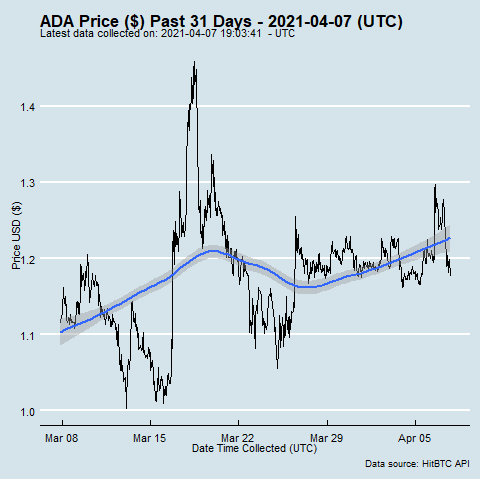 ADA Price ($) Past 31 Days - 2021-04-07 (UTC)
Latest data collected on: 2021-04-07 19:03:41 - UTC
Price USD ($)
1.4
1.3
1.2
1.1
1.0
Mar 08 Mar 15 Mar 22 Mar 29 Apr 05
Date Time Collected (UTC)
Data source: HitBTC API